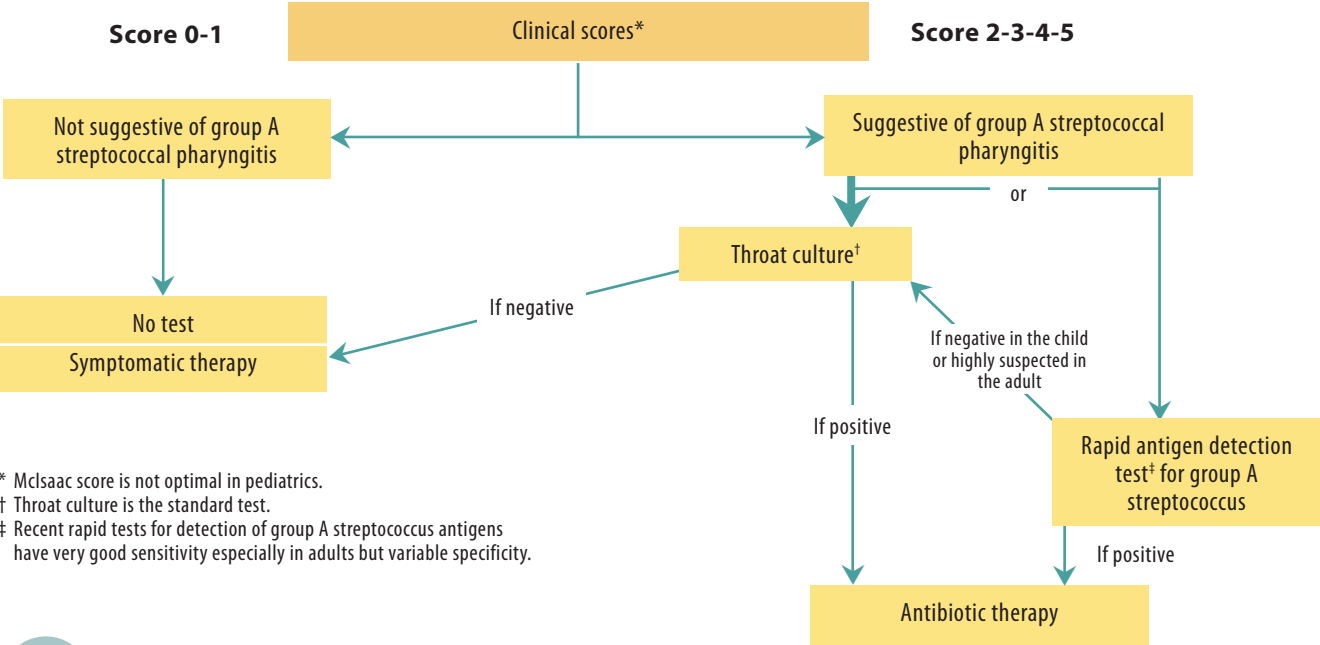 Score 0-1
Clinical scores*
Score 2-3-4-5
Not suggestive of group A
streptococcal pharyngitis
Suggestive of group A streptococcal
pharyngitis
or
Throat culture†
No test
Symptomatic therapy
If negative
If negative in the child
or highly suspected in
the adult
If positive
Rapid antigen detection
test‡ for group A
streptococcus
If positive
Antibiotic therapy
* McIsaac score is not optimal in pediatrics.
† Throat culture is the standard test.
‡ Recent rapid tests for detection of group A streptococcus antigens
have very good sensitivity especially in adults but variable specificity.